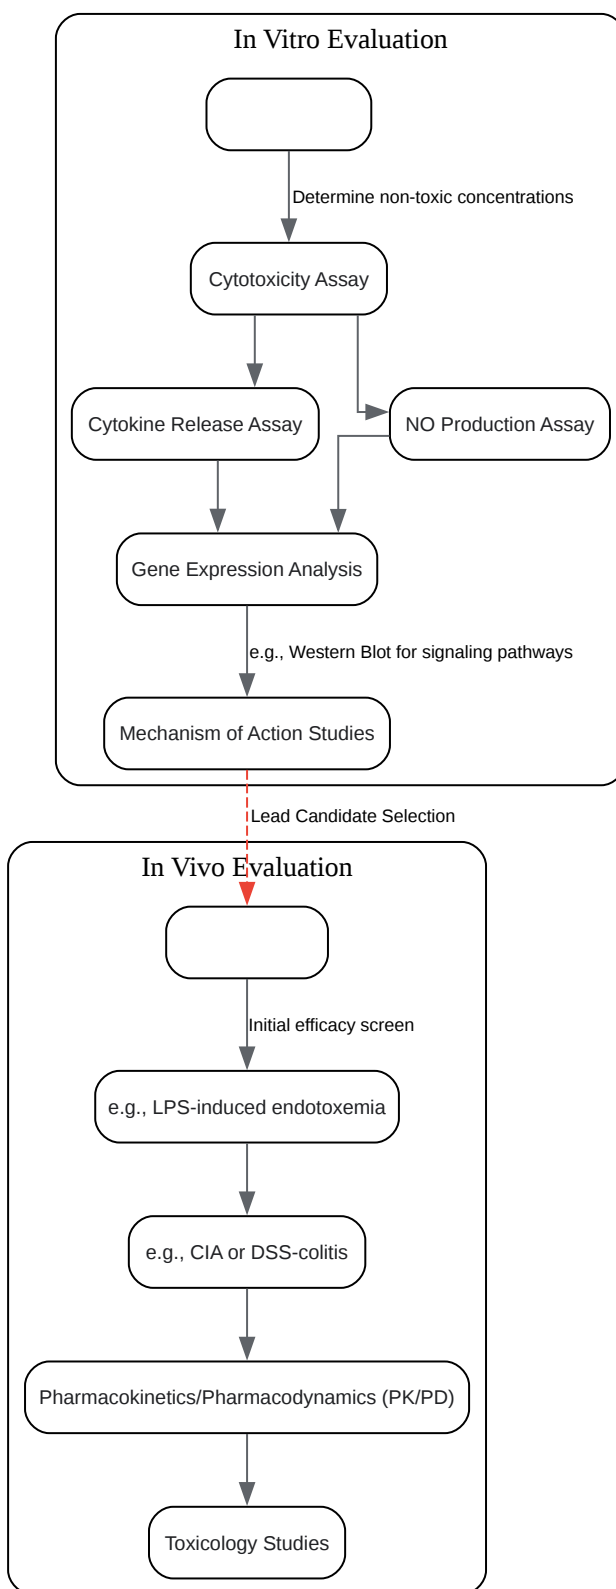 In Vitro Evaluation
Determine non-toxic concentrations
Cytotoxicity Assay
Cytokine Release Assay
NO Production Assay
Gene Expression Analysis
e.g., Western Blot for signaling pathways
Mechanism of Action Studies
Lead Candidate Selection
In Vivo Evaluation
Initial efficacy screen
e.g., LPS-induced endotoxemia
e.g., CIA or DSS-colitis
Pharmacokinetics/Pharmacodynamics (PK/PD)
Toxicology Studies